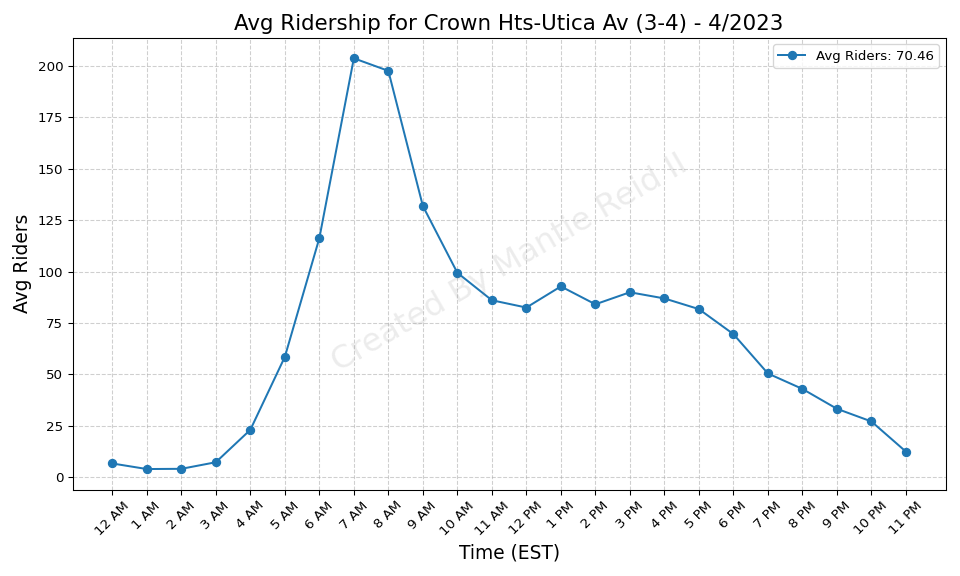 Avg Ridership for Crown Hts-Utica Av (3-4) - 4/2023
Avg Riders: 70.46
200
175
150
125
100
75
50
25
0
Avg Riders
Created By Mantle Reid II
12 AM
1 AM
2 AM
3 AM
4 AM
5 AM
6 AM
7 AM
8 AM
9 AM
10 AM
11 AM
12 PM
1 PM
2 PM
3 PM
4 PM
5 PM
6 PM
7 PM
8 PM
9 PM
10 PM
11 PM
Time (EST)